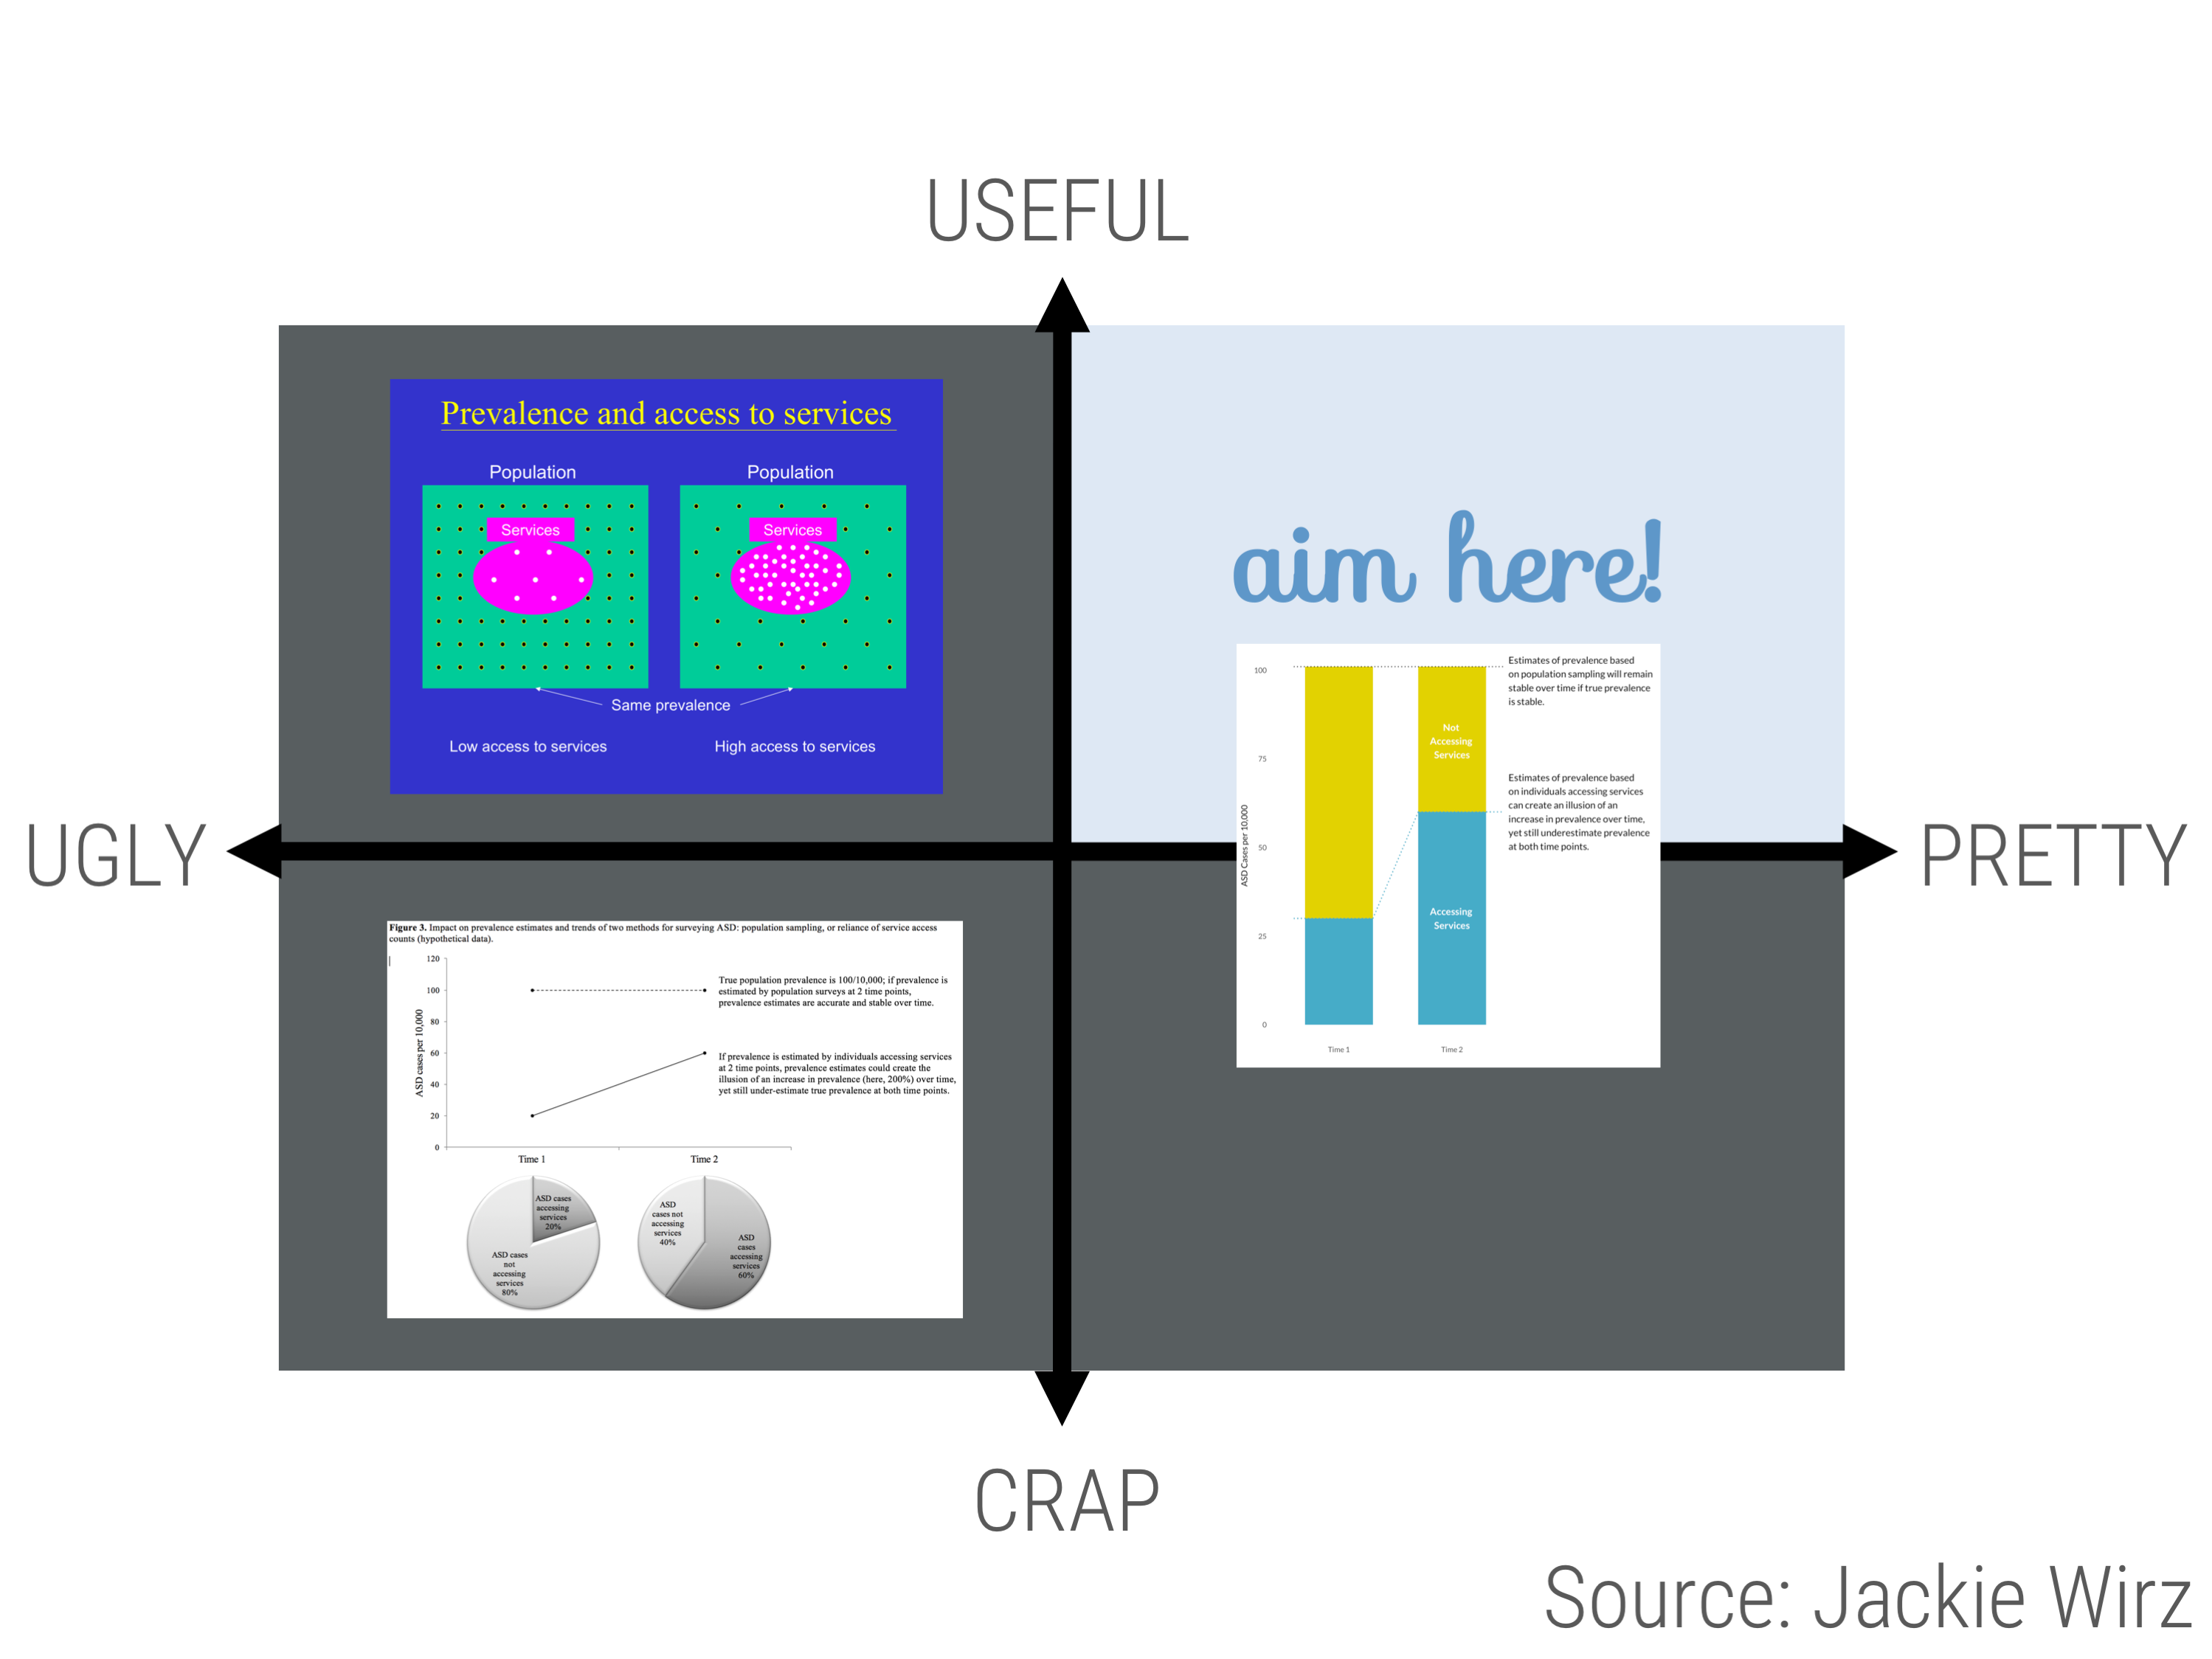 USEFUL
Prevalence and access to services
Population
Population
Services
Services
Same prevalence
Low access to services
High access to services
aim here!
100
75
50
25
0
ASD Cases per 10,000
Not
Accessing
Services
Accessing
Services
Time 1
Time 2
Estimates of prevalence based
on population sampling will remain
stable over time if true prevalence
is stable.
Estimates of prevalence based
on individuals accessing services
can create an illusion of an
increase in prevalence over time,
yet still underestimate prevalence
at both time points.
UGLY
PRETTY
Figure 3. Impact on prevalence estimates and trends of two methods for surveying ASD: population sampling, or reliance of service access
counts (hypothetical data).
120
100
80
60
40
20
0
ASD cases per 10,000
True population prevalence is 100/10,000; if prevalence is
estimated by population surveys at 2 time points,
prevalence estimates are accurate and stable over time.
If prevalence is estimated by individuals accessing services
at 2 time points, prevalence estimates could create the
illusion of an increase in prevalence (here, 200%) over time,
yet still under-estimate true prevalence at both time points.
Time 1
Time 2
ASD cases
accessing
services
20%
ASD cases
not
accessing
services
80%
ASD
cases not
accessing
services
40%
ASD
cases
accessing
services
60%
CRAP
Source: Jackie Wirz